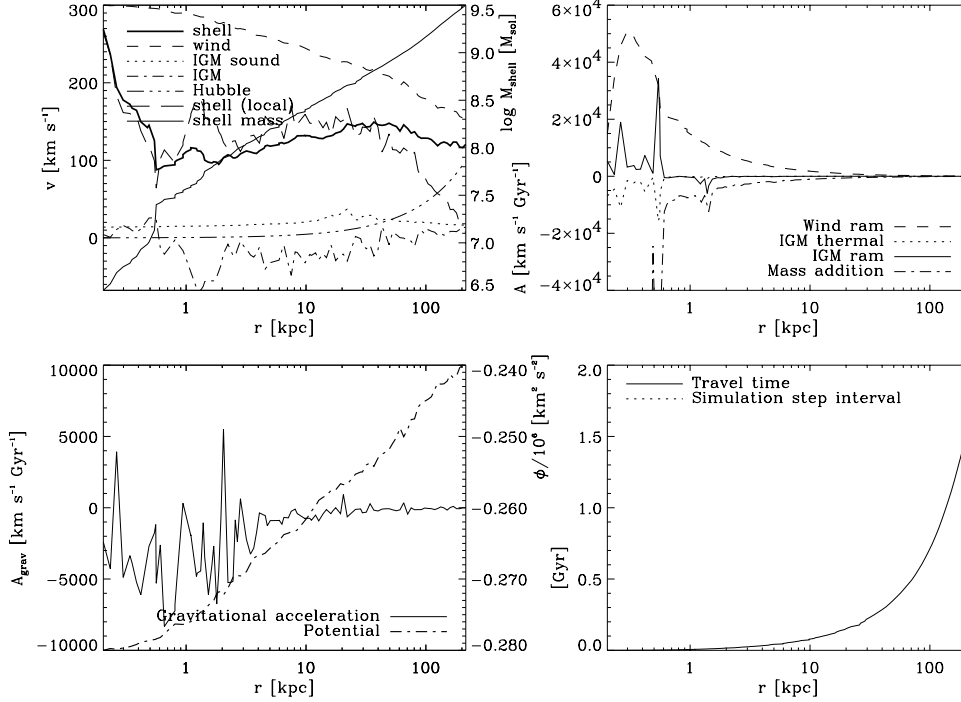 300
200
100
0
v [km s⁻¹]
shell
wind
IGM sound
IGM
Hubble
shell (local)
shell mass
9.5
9.0
8.5
8.0
7.5
7.0
6.5
log M_shell [M_sol]
1 10 100
r [kpc]
6×10⁴
4×10⁴
2×10⁴
0
−2×10⁴
−4×10⁴
A [km s⁻¹ Gyr⁻¹]
Wind ram
IGM thermal
IGM ram
Mass addition
1 10 100
r [kpc]
10000
5000
0
−5000
−10000
A_grav [km s⁻¹ Gyr⁻¹]
Gravitational acceleration
Potential
−0.240
−0.250
−0.260
−0.270
−0.280
ϕ/10⁶ [km² s⁻²]
1 10 100
r [kpc]
2.0
1.5
1.0
0.5
0.0
[Gyr]
Travel time
Simulation step interval
1 10 100
r [kpc]